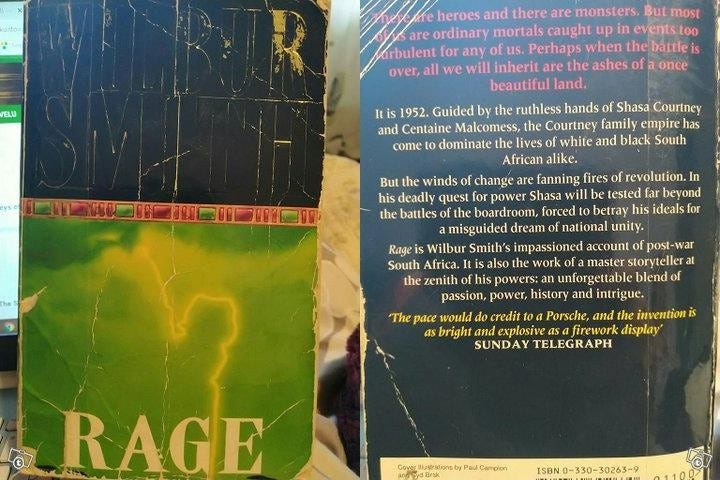 WILBUR
SMITH
RAGE
VELU
There are heroes and there are monsters. But most
of us are ordinary mortals caught up in events too
turbulent for any of us. Perhaps when the battle is
over, all we will inherit are the ashes of a once
beautiful land.
It is 1952. Guided by the ruthless hands of Shasa Courtney
and Centaine Malcomess, the Courtney family empire has
come to dominate the lives of white and black South
African alike.
But the winds of change are fanning fires of revolution. In
his deadly quest for power Shasa will be tested far beyond
the battles of the boardroom, forced to betray his ideals for
a misguided dream of national unity.
Rage is Wilbur Smith's impassioned account of post-war
South Africa. It is also the work of a master storyteller at
the zenith of his powers: an unforgettable blend of
passion, power, history and intrigue.
'The pace would do credit to a Porsche, and the invention is
as bright and explosive as a firework display'
SUNDAY TELEGRAPH
Cover illustrations by Paul Campion
and Syd Brak
ISBN 0-330-30263-9